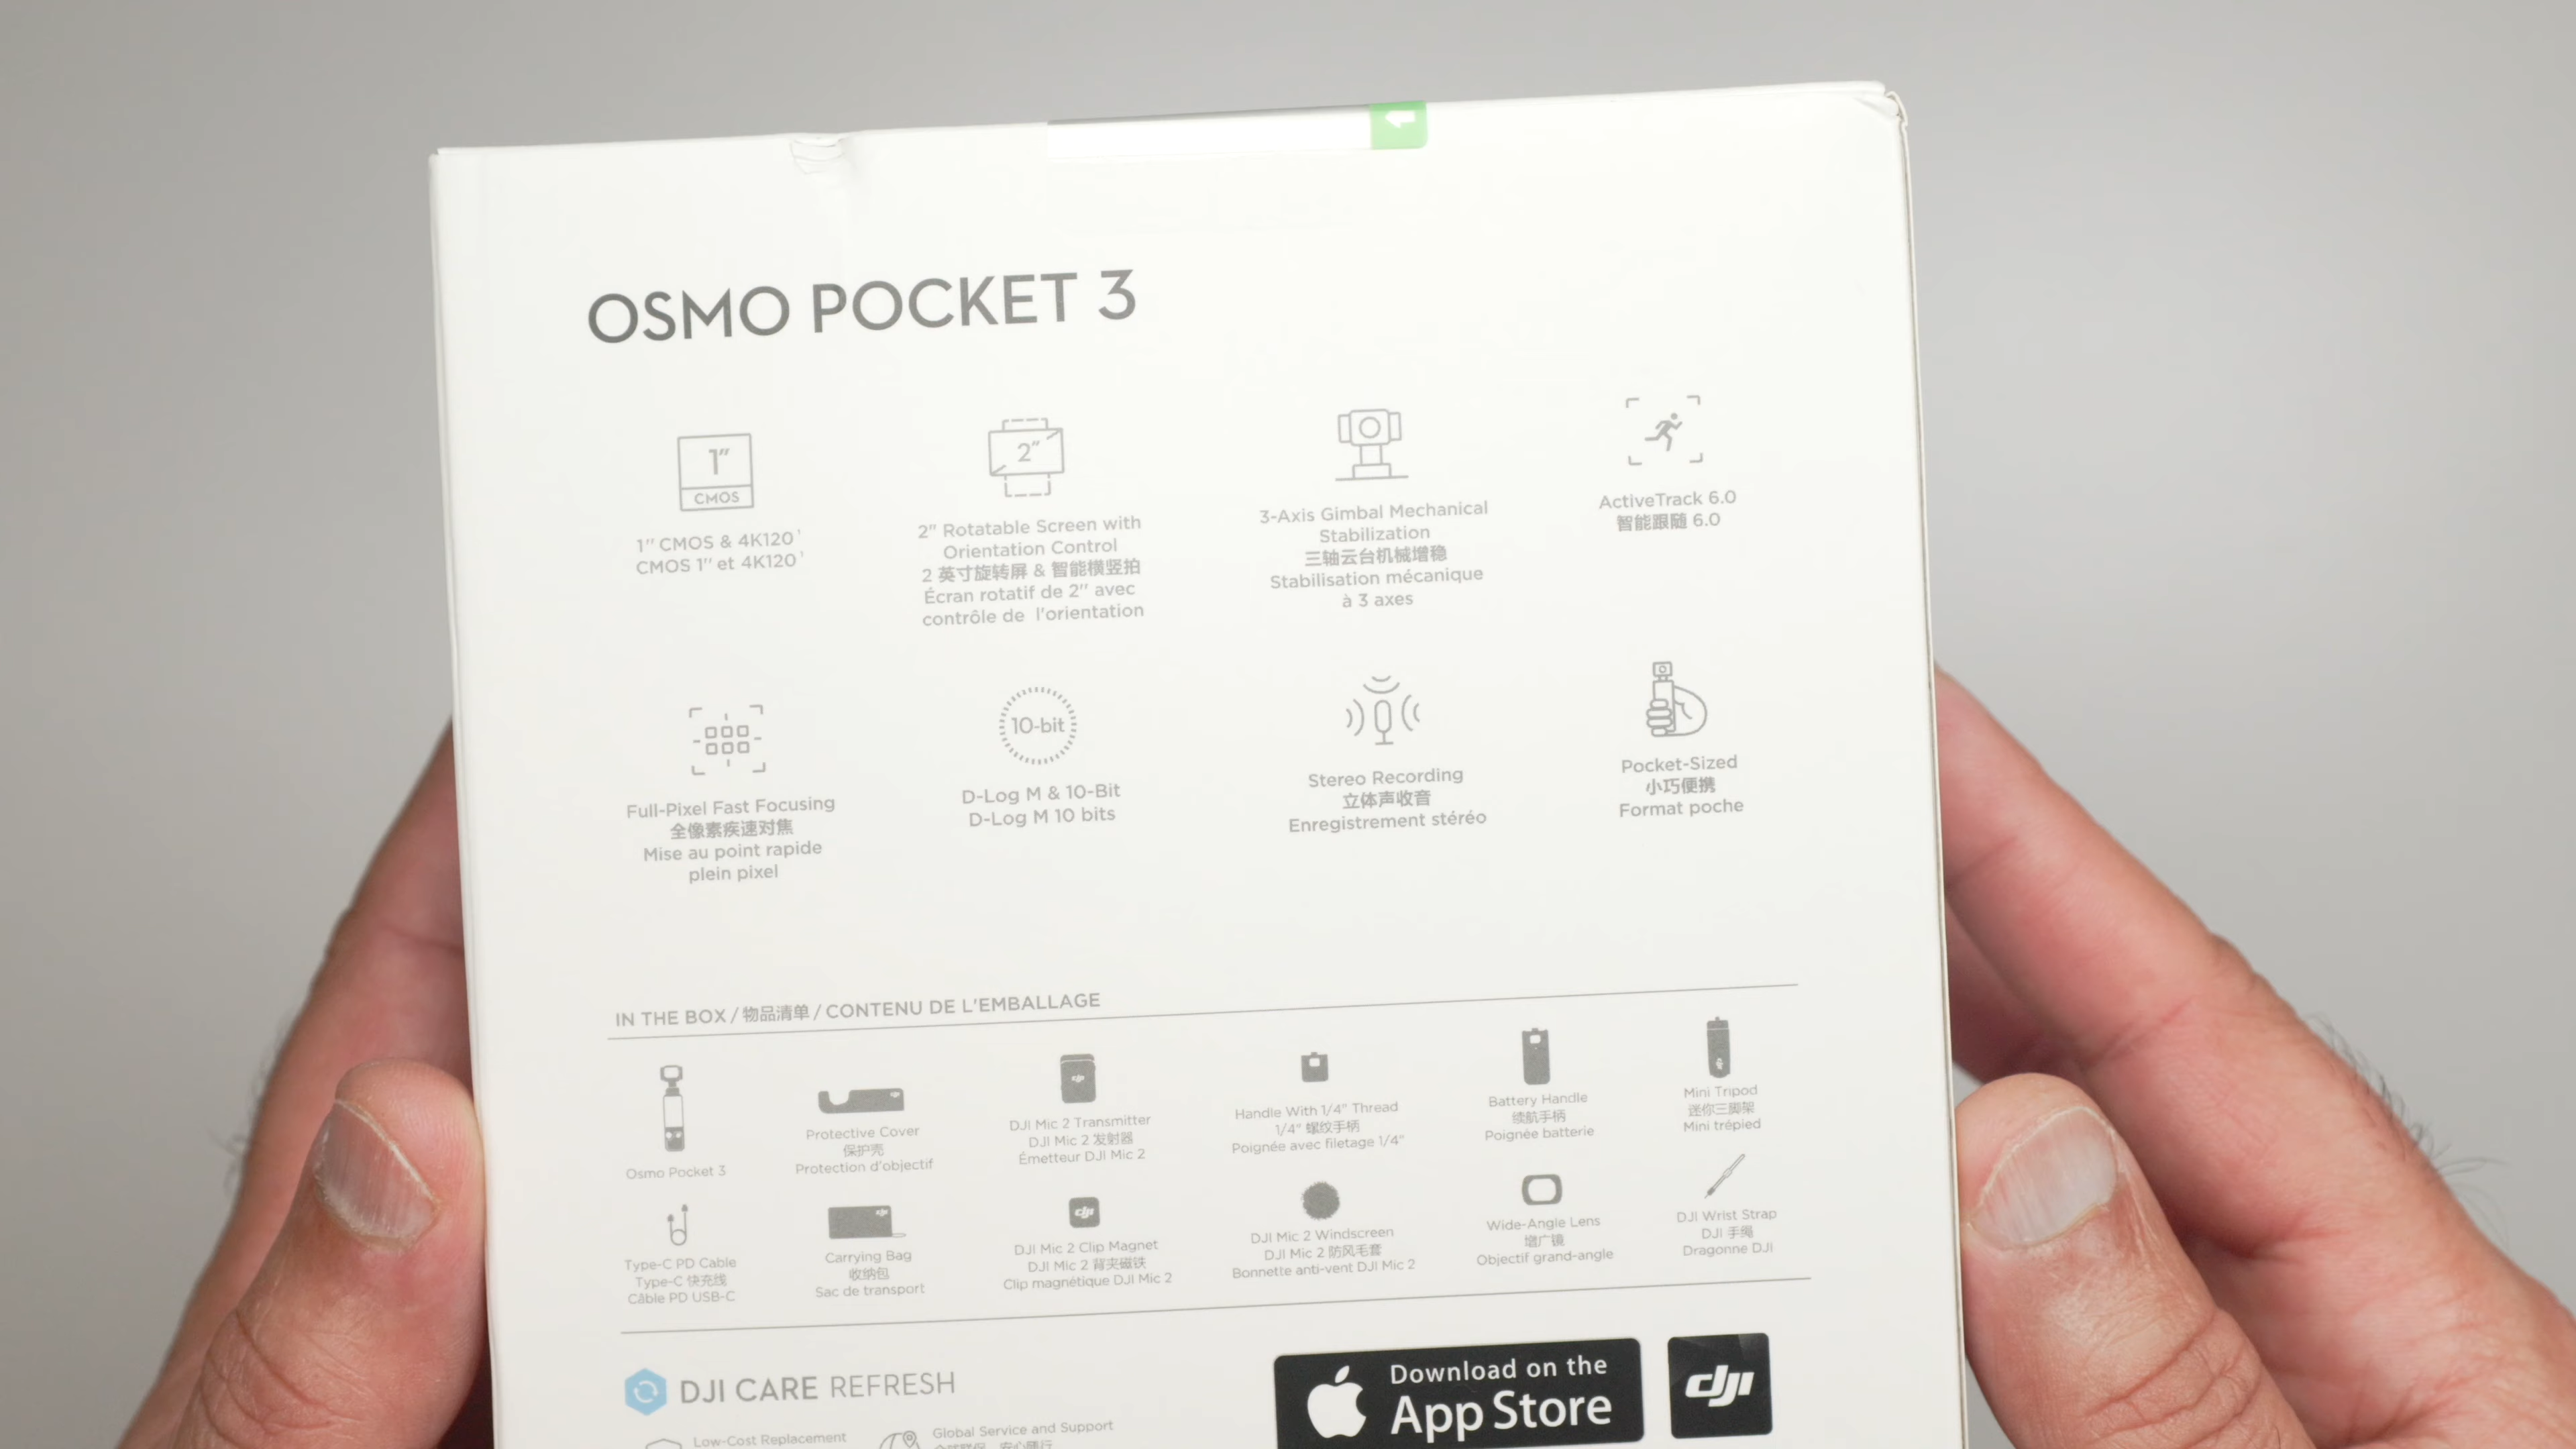 OSMO POCKET 3
1"
CMOS
1" CMOS & 4K120¹
CMOS 1" et 4K120¹
2"
2" Rotatable Screen with
Orientation Control
2 英寸旋转屏 & 智能横竖拍
Écran rotatif de 2" avec
contrôle de l'orientation
3-Axis Gimbal Mechanical
Stabilization
三轴云台机械增稳
Stabilisation mécanique
à 3 axes
ActiveTrack 6.0
智能跟随 6.0
Full-Pixel Fast Focusing
全像素疾速对焦
Mise au point rapide
plein pixel
10-bit
D-Log M & 10-Bit
D-Log M 10 bits
Stereo Recording
立体声收音
Enregistrement stéréo
Pocket-Sized
小巧便携
Format poche
IN THE BOX / 物品清单 / CONTENU DE L'EMBALLAGE
Osmo Pocket 3
Protective Cover
保护壳
Protection d'objectif
DJI Mic 2 Transmitter
DJI Mic 2 发射器
Émetteur DJI Mic 2
Handle With 1/4" Thread
1/4" 螺纹手柄
Poignée avec filetage 1/4"
Battery Handle
续航手柄
Poignée batterie
Mini Tripod
迷你三脚架
Mini trépied
Type-C PD Cable
Type-C 快充线
Câble PD USB-C
Carrying Bag
收纳包
Sac de transport
dji
DJI Mic 2 Clip Magnet
DJI Mic 2 背夹磁铁
Clip magnétique DJI Mic 2
DJI Mic 2 Windscreen
DJI Mic 2 防风毛套
Bonnette anti-vent DJI Mic 2
Wide-Angle Lens
增广镜
Objectif grand-angle
DJI Wrist Strap
DJI 手绳
Dragonne DJI
DJI CARE REFRESH
Low-Cost Replacement
Global Service and Support
Download on the
App Store
dji